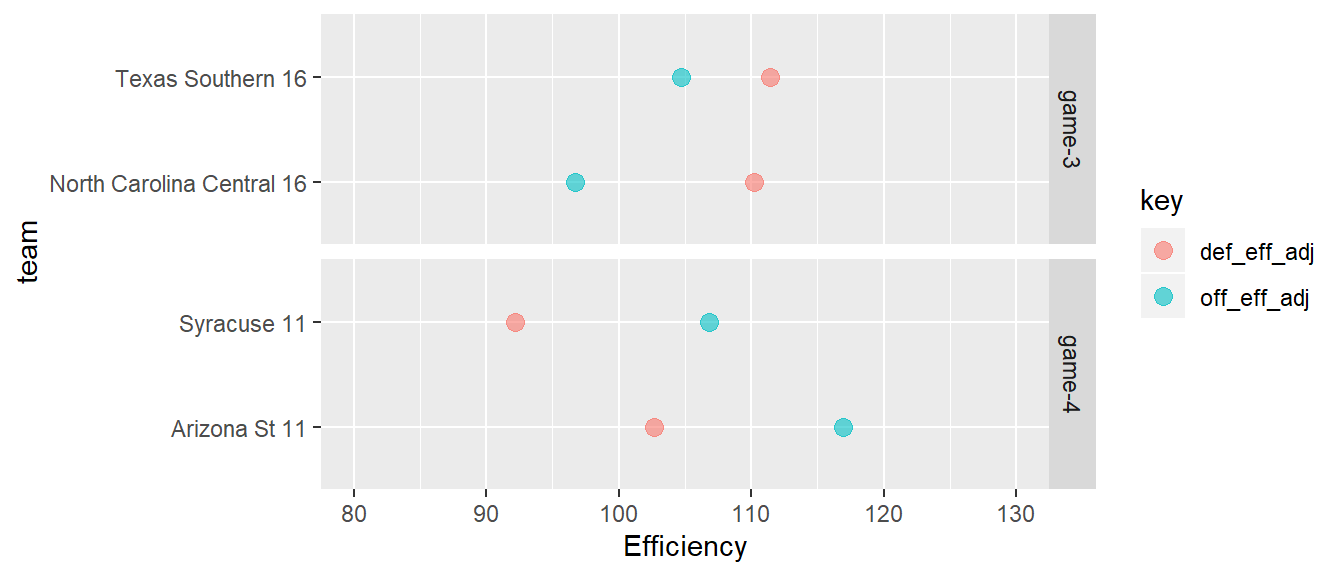 Texas Southern 16
North Carolina Central 16
game-3
Syracuse 11
Arizona St 11
game-4
team
80 90 100 110 120 130
Efficiency
key
def_eff_adj
off_eff_adj